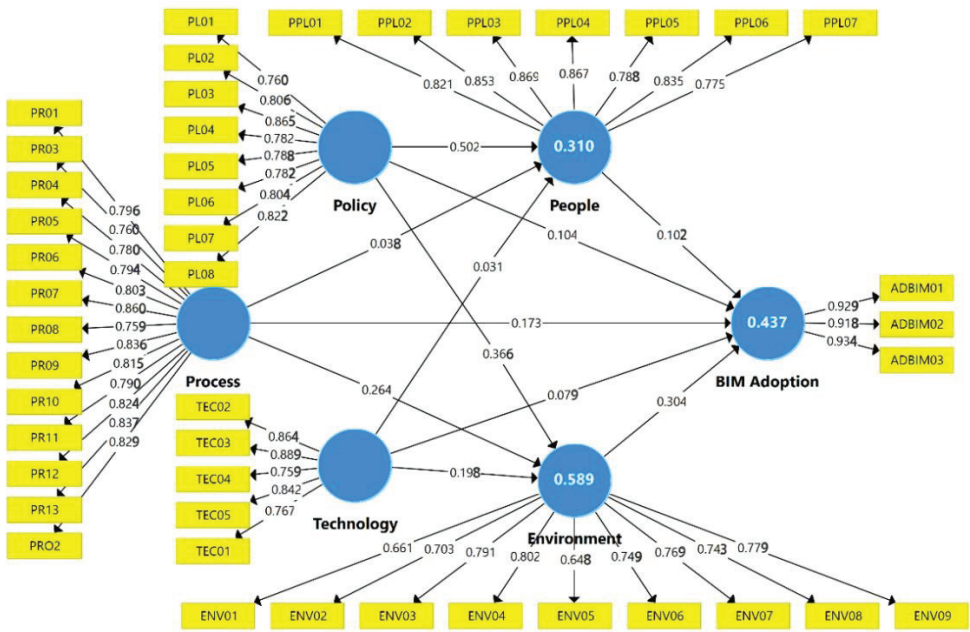 PL01
PPL01
PPL02
PPL03
PPL04
PPL05
PPL06
PPL07
PL02
PL03
PL04
PL05
PL06
PL07
PL08
0.760
0.806
0.865
0.782
0.788
0.782
0.804
0.822
0.821
0.853
0.869
0.867
0.788
0.835
0.775
PR01
PR03
PR04
PR05
PR06
PR07
PR08
PR09
PR10
PR11
PR12
PR13
PRO2
0.796
0.760
0.780
0.794
0.803
0.860
0.759
0.836
0.815
0.790
0.824
0.837
0.829
Policy
0.502
0.310
People
0.038
0.104
0.102
0.031
Process
0.173
0.366
0.264
0.079
0.437
BIM Adoption
0.929
0.918
0.934
ADBIM01
ADBIM02
ADBIM03
0.304
TEC02
TEC03
TEC04
TEC05
TEC01
0.864
0.889
0.759
0.842
0.767
Technology
0.198
0.589
Environment
0.661
0.703
0.791
0.802
0.648
0.749
0.769
0.743
0.779
ENV01
ENV02
ENV03
ENV04
ENV05
ENV06
ENV07
ENV08
ENV09